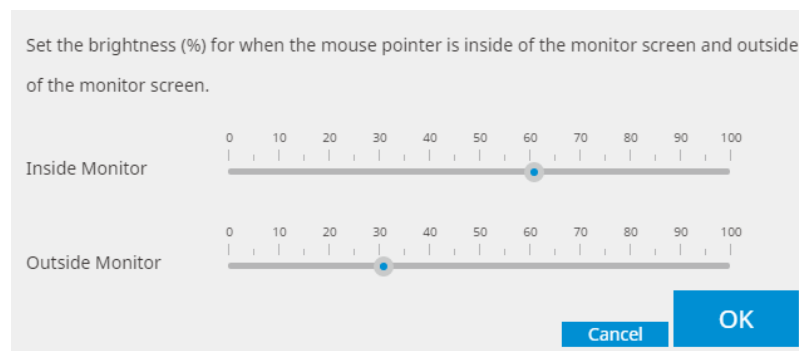 Set the brightness (%) for when the mouse pointer is inside of the monitor screen and outside
of the monitor screen.
0 10 20 30 40 50 60 70 80 90 100
Inside Monitor
0 10 20 30 40 50 60 70 80 90 100
Outside Monitor
Cancel OK